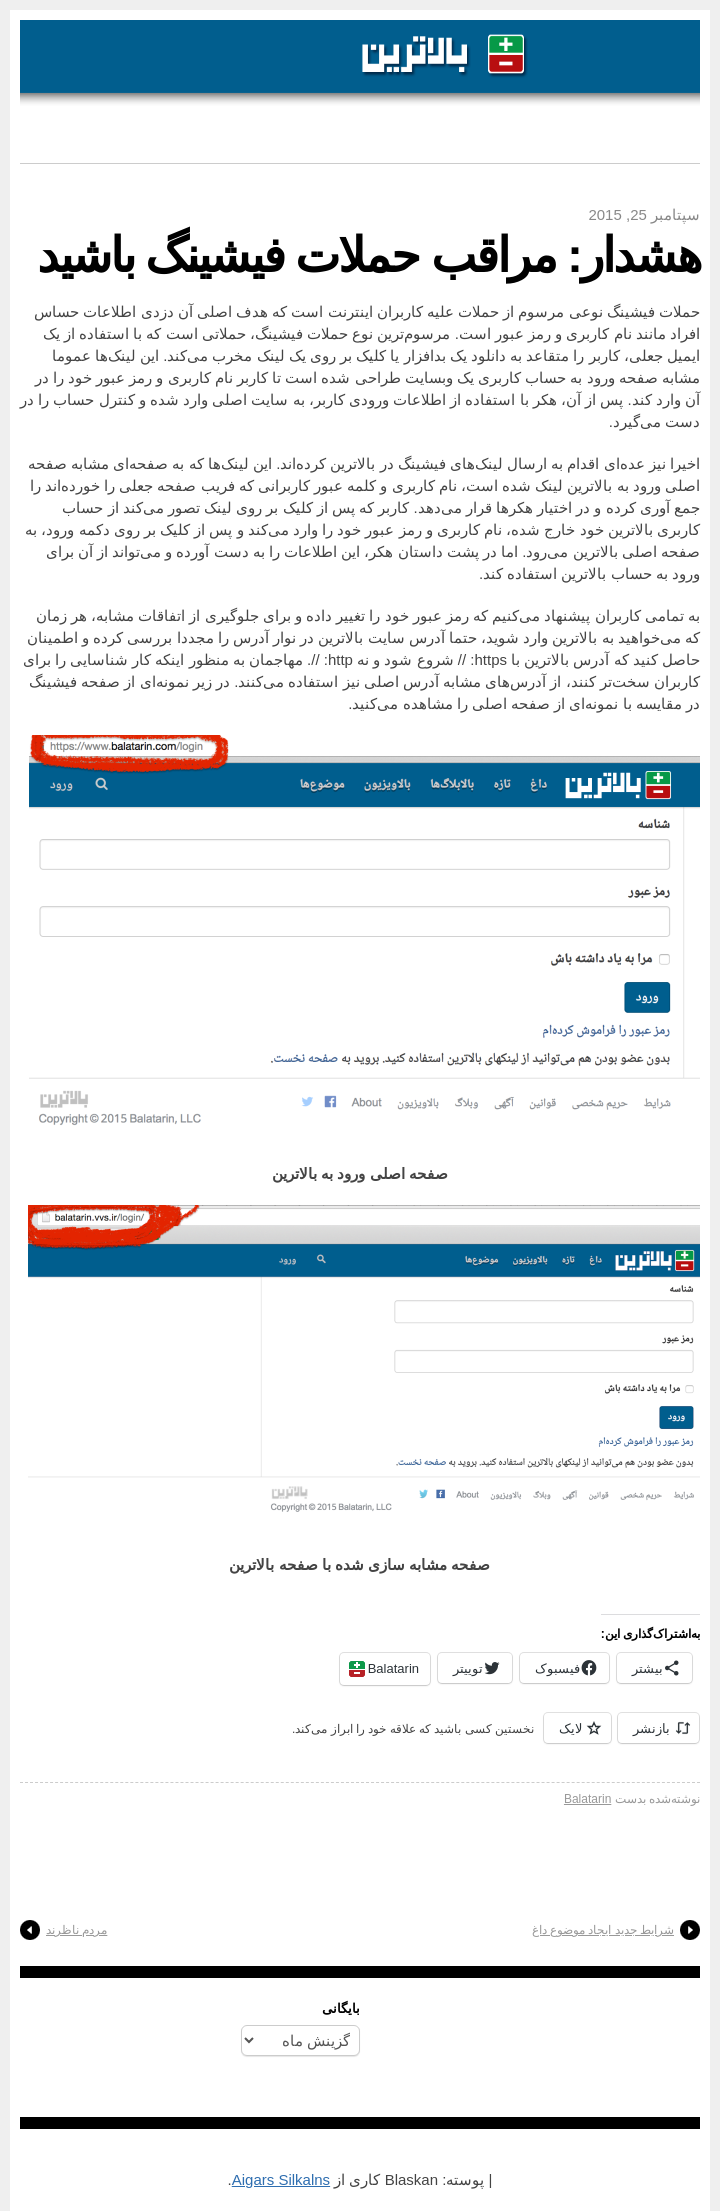 بالاترین
سپتامبر 25, 2015
هشدار: مراقب حملات فیشینگ باشید
حملات فیشینگ نوعی مرسوم از حملات علیه کاربران اینترنت است که هدف اصلی آن دزدی اطلاعات حساس
افراد مانند نام کاربری و رمز عبور است. مرسوم‌ترین نوع حملات فیشینگ، حملاتی است که با استفاده از یک
ایمیل جعلی، کاربر را متقاعد به دانلود یک بدافزار یا کلیک بر روی یک لینک مخرب می‌کند. این لینک‌ها عموما
مشابه صفحه ورود به حساب کاربری یک وبسایت طراحی شده است تا کاربر نام کاربری و رمز عبور خود را در
آن وارد کند. پس از آن، هکر با استفاده از اطلاعات ورودی کاربر، به سایت اصلی وارد شده و کنترل حساب را در
دست می‌گیرد.
اخیرا نیز عده‌ای اقدام به ارسال لینک‌های فیشینگ در بالاترین کرده‌اند. این لینک‌ها که به صفحه‌ای مشابه صفحه
اصلی ورود به بالاترین لینک شده است، نام کاربری و کلمه عبور کاربرانی که فریب صفحه جعلی را خورده‌اند را
جمع آوری کرده و در اختیار هکرها قرار می‌دهد. کاربر که پس از کلیک بر روی لینک تصور می‌کند از حساب
کاربری بالاترین خود خارج شده، نام کاربری و رمز عبور خود را وارد می‌کند و پس از کلیک بر روی دکمه ورود، به
صفحه اصلی بالاترین می‌رود. اما در پشت داستان هکر، این اطلاعات را به دست آورده و می‌تواند از آن برای
ورود به حساب بالاترین استفاده کند.
به تمامی کاربران پیشنهاد می‌کنیم که رمز عبور خود را تغییر داده و برای جلوگیری از اتفاقات مشابه، هر زمان
که می‌خواهید به بالاترین وارد شوید، حتما آدرس سایت بالاترین در نوار آدرس را مجددا بررسی کرده و اطمینان
حاصل کنید که آدرس بالاترین با https: // شروع شود و نه http: //. مهاجمان به منظور اینکه کار شناسایی را برای
کاربران سخت‌تر کنند، از آدرس‌های مشابه آدرس اصلی نیز استفاده می‌کنند. در زیر نمونه‌ای از صفحه فیشینگ
در مقایسه با نمونه‌ای از صفحه اصلی را مشاهده می‌کنید.
https://www.balatarin.com/login
بالاترین داغ تازه بالابلاگ‌ها بالاویزیون موضوع‌ها ورود
شناسه
رمز عبور
مرا به یاد داشته باش
ورود
رمز عبور را فراموش کرده‌ام
بدون عضو بودن هم می‌توانید از لینکهای بالاترین استفاده کنید. بروید به صفحه نخست.
شرایط حریم شخصی قوانین آگهی وبلاگ بالاویزیون About بالاترین
Copyright © 2015 Balatarin, LLC
صفحه اصلی ورود به بالاترین
balatarin.vvs.ir/login/
بالاترین داغ تازه بالاویزیون موضوع‌ها ورود
شناسه
رمز عبور
مرا به یاد داشته باش
ورود
رمز عبور را فراموش کرده‌ام
بدون عضو بودن هم می‌توانید از لینکهای بالاترین استفاده کنید. بروید به صفحه نخست.
شرایط حریم شخصی قوانین آگهی وبلاگ بالاویزیون About بالاترین
Copyright © 2015 Balatarin, LLC
صفحه مشابه سازی شده با صفحه بالاترین
به‌اشتراک‌گذاری این:
بیشتر فیسبوک توییتر Balatarin
بازنشر لایک نخستین کسی باشید که علاقه خود را ابراز می‌کند.
نوشته‌شده بدست Balatarin
شرایط جدید ایجاد موضوع داغ
مردم ناظرند
بایگانی
گزینش ماه
| پوسته: Blaskan کاری از Aigars Silkalns.